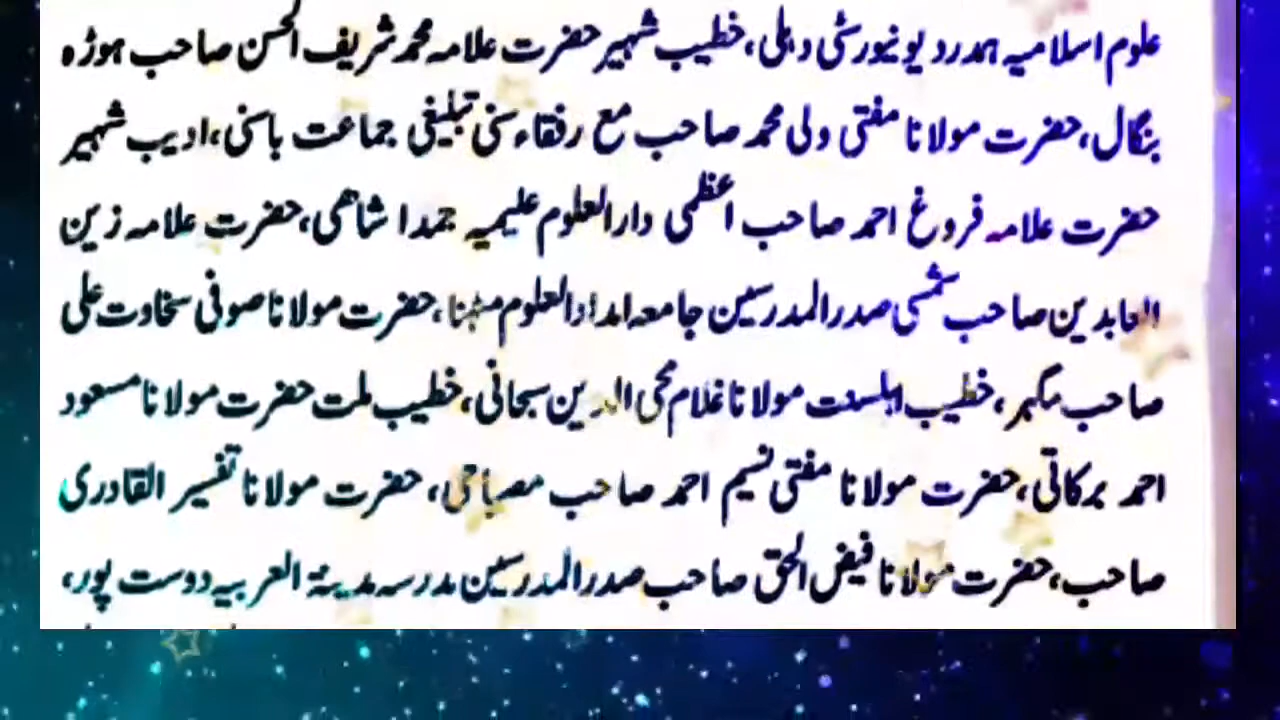 علوم اسلامیہ ہمدرد یونیورسٹی دہلی، خطیب شہیر حضرت علامہ محمد شریف الحسن صاحب ہوڑہ
بنگال، حضرت مولانا مفتی ولی محمد صاحب مع رفقاء سنی تبلیغی جماعت باسنی، ادیب شہیر
حضرت علامہ فروغ احمد صاحب اعظمی دارالعلوم علیمیہ جمدا شاھی، حضرت علامہ زین
العابدین صاحب شمسی صدرالمدرسین جامعہ امدادالعلوم مٹہنا، حضرت مولانا صوفی سخاوت علی
صاحب مگہر، خطیب اہلسنت مولانا غلام محی الدین سبحانی، خطیب ملت حضرت مولانا مسعود
احمد برکاتی، حضرت مولانا مفتی نسیم احمد صاحب مصباحی، حضرت مولانا تفسیر القادری
صاحب، حضرت مولانا فیض الحق صاحب صدرالمدرسین مدرسہ مدینۃ العربیہ دوست پور،